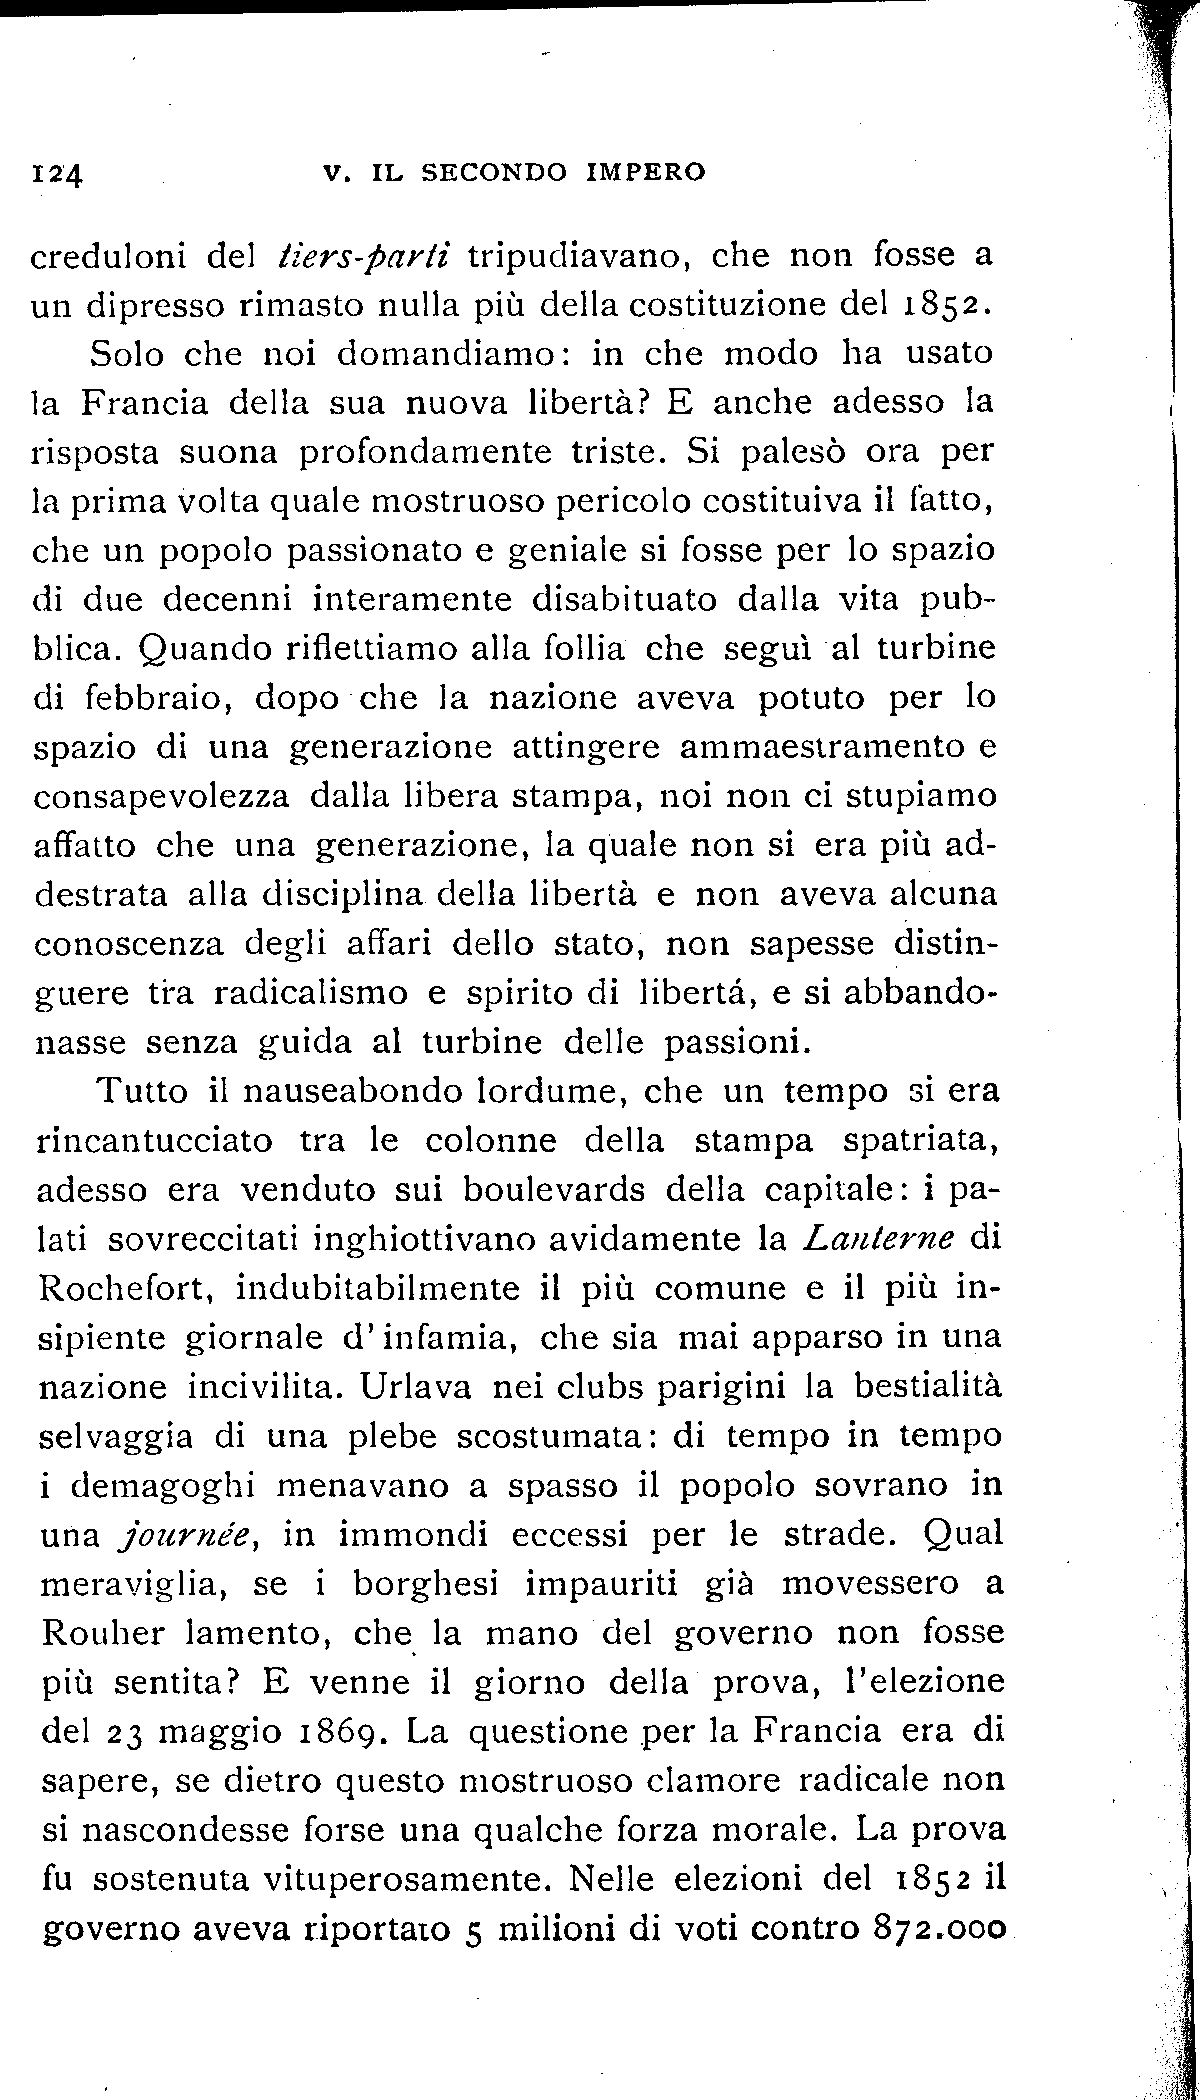 124 V. IL SECONDO IMPERO
creduloni del tiers-parti tripudiavano, che non fosse a
un dipresso rimasto nulla più della costituzione del 1852.
Solo che noi domandiamo: in che modo ha usato
la Francia della sua nuova libertà? E anche adesso la
risposta suona profondamente triste. Si palesò ora per
la prima volta quale mostruoso pericolo costituiva il fatto,
che un popolo passionato e geniale si fosse per lo spazio
di due decenni interamente disabituato dalla vita pub-
blica. Quando riflettiamo alla follia che seguì al turbine
di febbraio, dopo che la nazione aveva potuto per lo
spazio di una generazione attingere ammaestramento e
consapevolezza dalla libera stampa, noi non ci stupiamo
affatto che una generazione, la quale non si era più ad-
destrata alla disciplina della libertà e non aveva alcuna
conoscenza degli affari dello stato, non sapesse distin-
guere tra radicalismo e spirito di libertá, e si abbando-
nasse senza guida al turbine delle passioni.
Tutto il nauseabondo lordume, che un tempo si era
rincantucciato tra le colonne della stampa spatriata,
adesso era venduto sui boulevards della capitale: i pa-
lati sovreccitati inghiottivano avidamente la Lanterne di
Rochefort, indubitabilmente il più comune e il più in-
sipiente giornale d' infamia, che sia mai apparso in una
nazione incivilita. Urlava nei clubs parigini la bestialità
selvaggia di una plebe scostumata: di tempo in tempo
i demagoghi menavano a spasso il popolo sovrano in
una journée, in immondi eccessi per le strade. Qual
meraviglia, se i borghesi impauriti già movessero a
Rouher lamento, che la mano del governo non fosse
più sentita? E venne il giorno della prova, l'elezione
del 23 maggio 1869. La questione per la Francia era di
sapere, se dietro questo mostruoso clamore radicale non
si nascondesse forse una qualche forza morale. La prova
fu sostenuta vituperosamente. Nelle elezioni del 1852 il
governo aveva riportato 5 milioni di voti contro 872.000